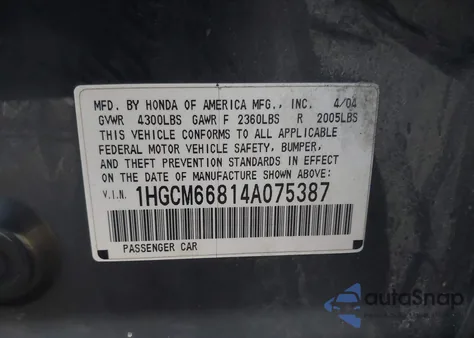 MFD. BY HONDA OF AMERICA MFG., INC. 4/04
GVWR 4300LBS GAWR F 2360LBS R 2005LBS
THIS VEHICLE CONFORMS TO ALL APPLICABLE
FEDERAL MOTOR VEHICLE SAFETY, BUMPER,
AND THEFT PREVENTION STANDARDS IN EFFECT
ON THE DATE OF MANUFACTURE SHOWN ABOVE.
V.I.N. 1HGCM66814A075387
PASSENGER CAR
autoSnap